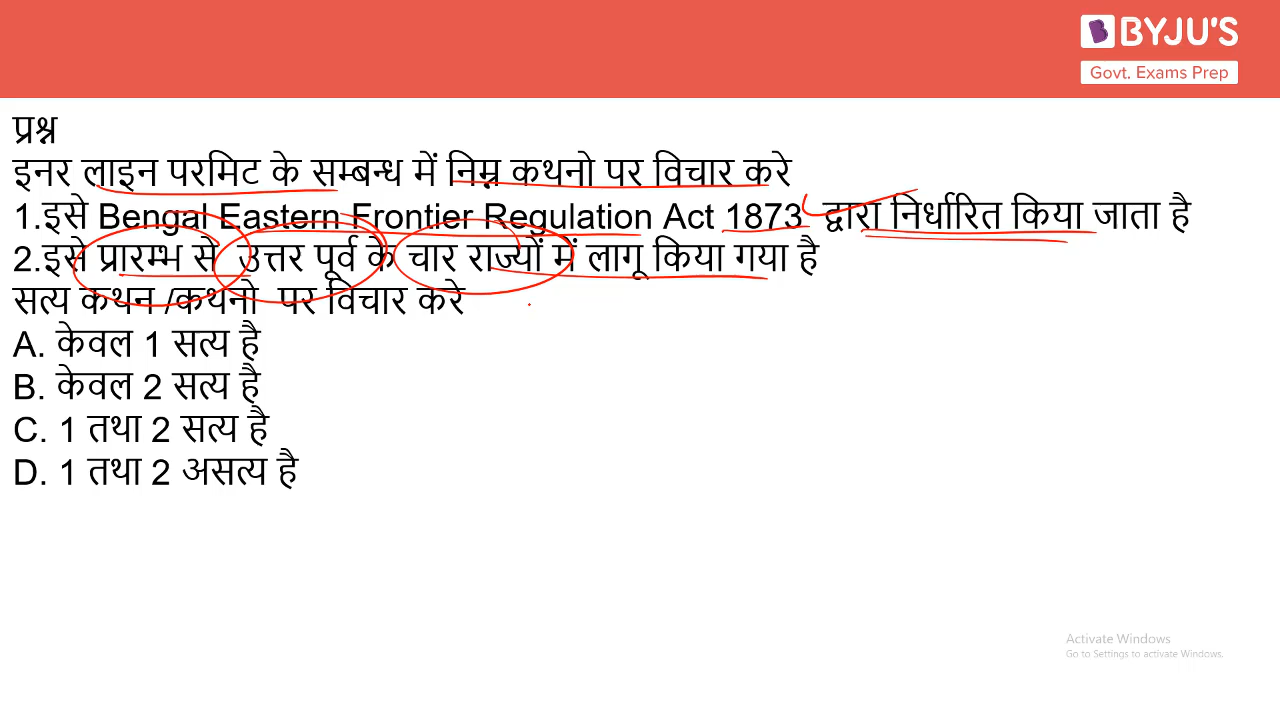 BYJU'S
Govt. Exams Prep
प्रश्न
इनर लाइन परमिट के सम्बन्ध में निम्न कथनो पर विचार करे
1.इसे Bengal Eastern Frontier Regulation Act 1873 द्वारा निर्धारित किया जाता है
2.इसे प्रारम्भ से उत्तर पूर्व के चार राज्यों में लागू किया गया है
सत्य कथन /कथनो पर विचार करे
A. केवल 1 सत्य है
B. केवल 2 सत्य है
C. 1 तथा 2 सत्य है
D. 1 तथा 2 असत्य है
Activate Windows
Go to Settings to activate Windows.